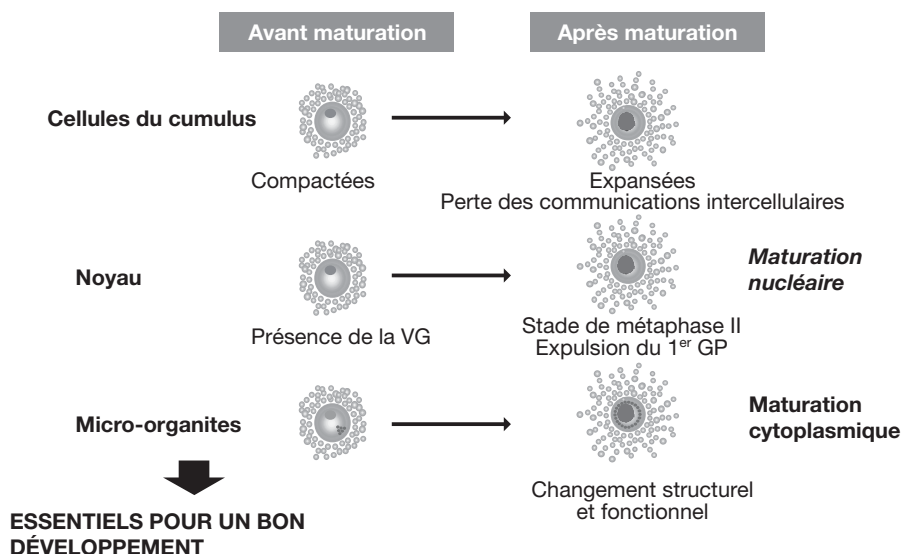 Avant maturation
Après maturation
Cellules du cumulus
Compactées
Expansées
Perte des communications intercellulaires
Noyau
Maturation
nucléaire
Présence de la VG
Stade de métaphase II
Expulsion du 1er GP
Micro-organites
Maturation
cytoplasmique
Changement structurel
et fonctionnel
ESSENTIELS POUR UN BON
DÉVELOPPEMENT